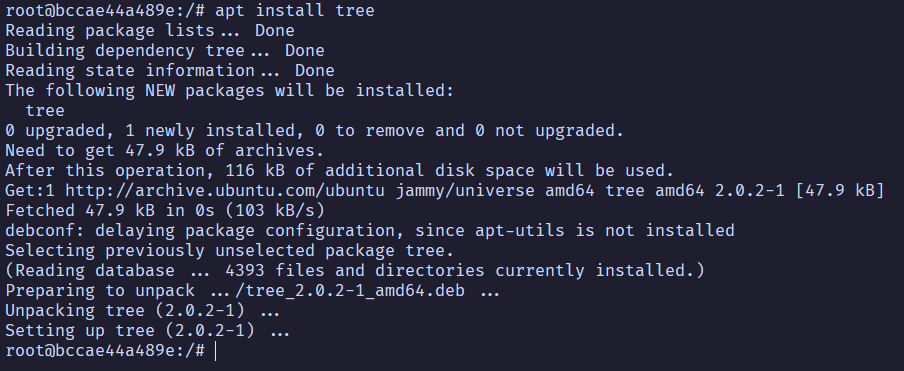 root@bccae44a489e:/# apt install tree
Reading package lists... Done
Building dependency tree... Done
Reading state information... Done
The following NEW packages will be installed:
  tree
0 upgraded, 1 newly installed, 0 to remove and 0 not upgraded.
Need to get 47.9 kB of archives.
After this operation, 116 kB of additional disk space will be used.
Get:1 http://archive.ubuntu.com/ubuntu jammy/universe amd64 tree amd64 2.0.2-1 [47.9 kB]
Fetched 47.9 kB in 0s (103 kB/s)
debconf: delaying package configuration, since apt-utils is not installed
Selecting previously unselected package tree.
(Reading database ... 4393 files and directories currently installed.)
Preparing to unpack .../tree_2.0.2-1_amd64.deb ...
Unpacking tree (2.0.2-1) ...
Setting up tree (2.0.2-1) ...
root@bccae44a489e:/#